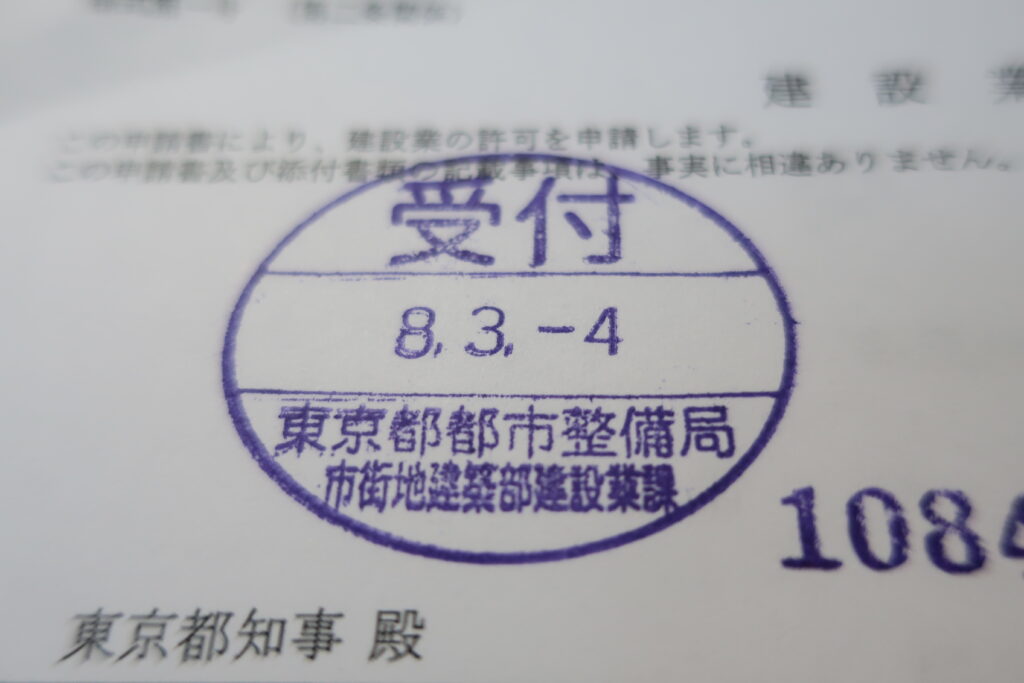 建 設 業
この申請書により、建設業の許可を申請します。
この申請書及び添付書類の記載事項は、事実に相違ありません。
受付
8.3.-4
東京都都市整備局
市街地建築部建設業課
1084
東京都知事 殿